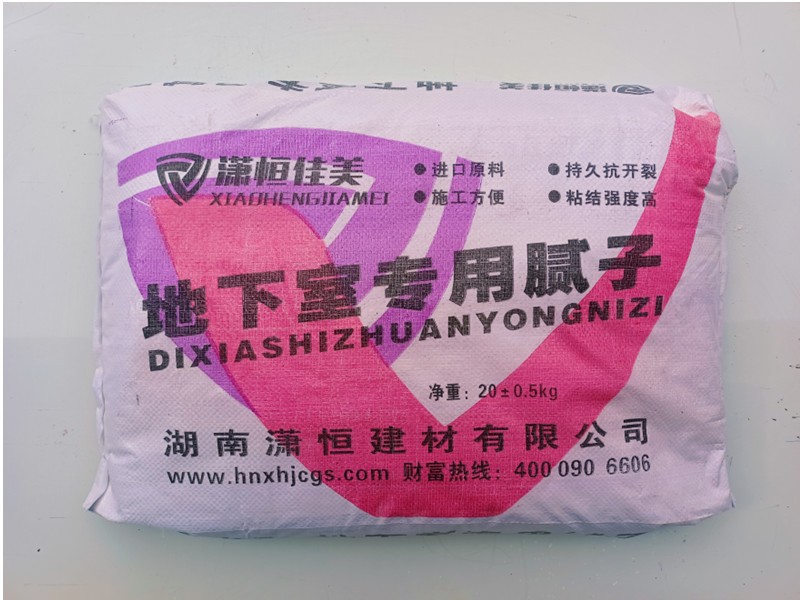 潇恒佳美
XIAOHENGJIAMEI
● 进口原料 ● 持久抗开裂
● 施工方便 ● 粘结强度高
地下室专用腻子
DIXIASHIZHUANYONGNIZI
净重：20±0.5kg
湖南潇恒建材有限公司
www.hnxhjcgs.com 财富热线：400 090 6606